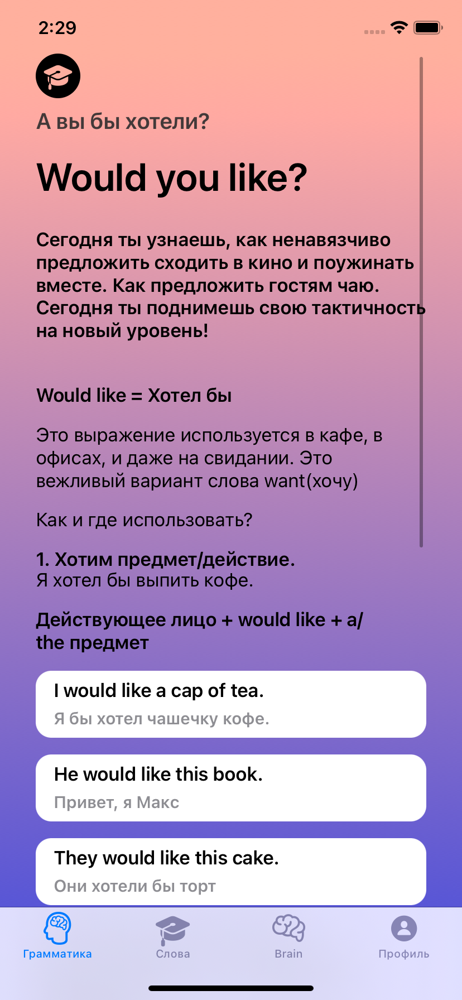 2:29
А вы бы хотели?
Would you like?
Сегодня ты узнаешь, как ненавязчиво
предложить сходить в кино и поужинать
вместе. Как предложить гостям чаю.
Сегодня ты поднимешь свою тактичность
на новый уровень!
Would like = Хотел бы
Это выражение используется в кафе, в
офисах, и даже на свидании. Это
вежливый вариант слова want(хочу)
Как и где использовать?
1. Хотим предмет/действие.
Я хотел бы выпить кофе.
Действующее лицо + would like + a/
the предмет
I would like a cap of tea.
Я бы хотел чашечку кофе.
He would like this book.
Привет, я Макс
They would like this cake.
Они хотели бы торт
Грамматика
Слова
Brain
Профиль